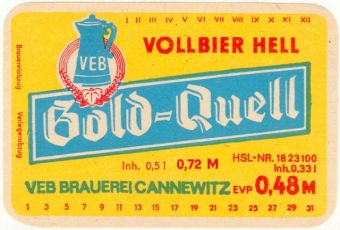 I II III IV V VI VII VIII IX X XI XII
VOLLBIER HELL
VEB
Brauereiabzug
Verlegerabzug
Gold-Quell
Inh. 0,5 l 0,72 M
HSL-NR. 18 23 100
Inh. 0,33 l
VEB BRAUEREI CANNEWITZ EVP 0,48 M
1 3 5 7 9 11 13 15 17 19 21 23 25 27 29 31